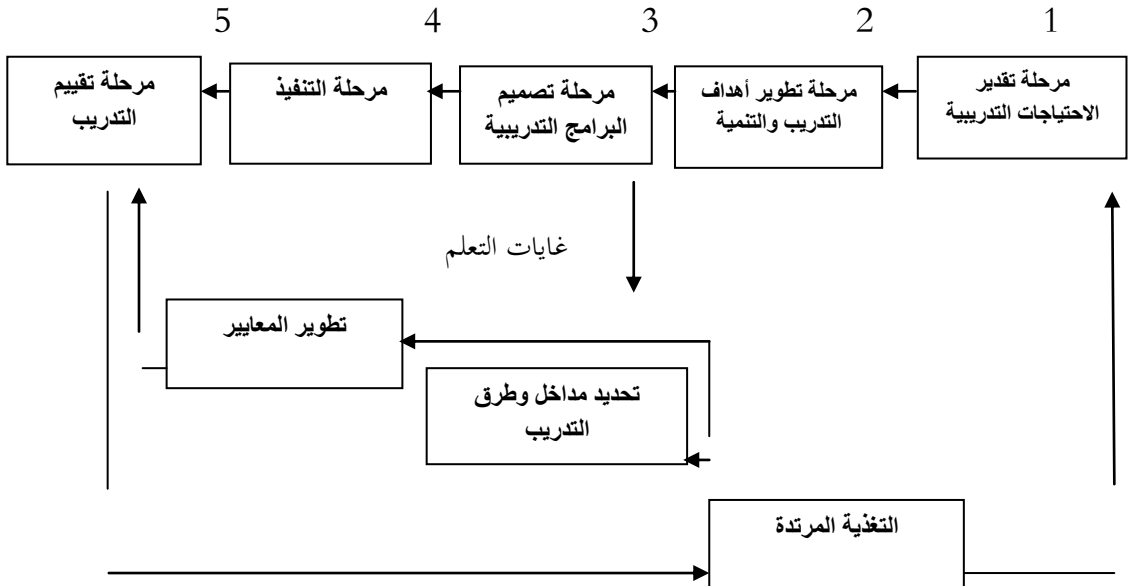 1 2 3 4 5
مرحلة تقدير
الاحتياجات التدريبية
مرحلة تطوير أهداف
التدريب والتنمية
مرحلة تصميم
البرامج التدريبية
مرحلة التنفيذ
مرحلة تقييم
التدريب
غايات التعلم
تطوير المعايير
تحديد مداخل وطرق
التدريب
التغذية المرتدة